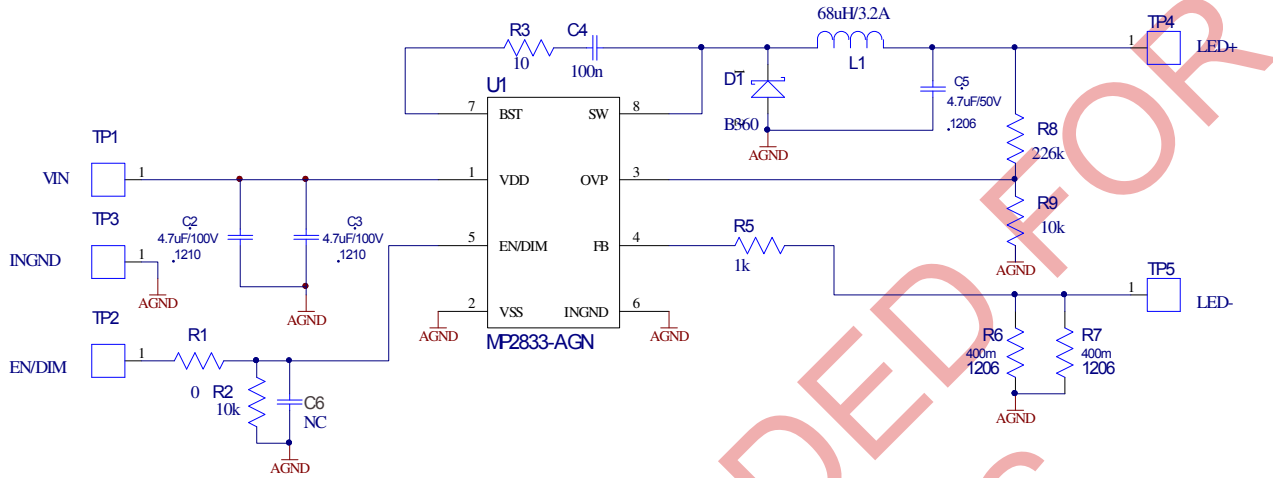 68uH/3.2A
TP4
R3
C4
1
LED+
10
100n
L1
U1
D1
C5
4.7uF/50V
.1206
7
BST
SW
8
B360
R8
226k
AGND
TP1
VIN
1
1
VDD
OVP
3
TP3
C2
4.7uF/100V
.1210
C3
4.7uF/100V
.1210
R9
10k
R5
1k
5
EN/DIM
FB
4
INGND
1
AGND
AGND
TP5
1
LED-
AGND
2
VSS
INGND
6
TP2
AGND
AGND
MP2833-AGN
R6
400m
1206
R7
400m
1206
R1
1
EN/DIM
0
R2
10k
C6
NC
AGND
AGND
DED FOR